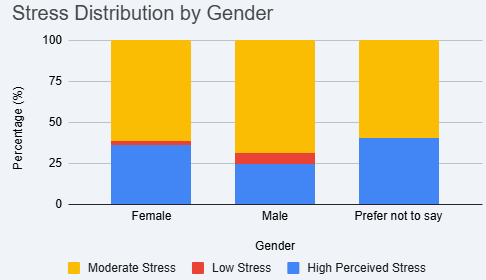 Stress Distribution by Gender
100
75
50
25
0
Percentage (%)
Female Male Prefer not to say
Gender
Moderate Stress Low Stress High Perceived Stress